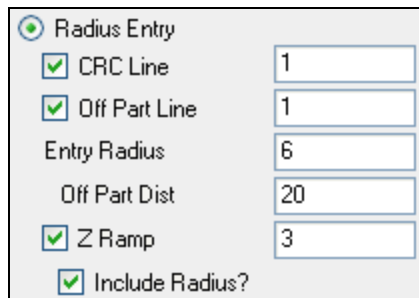 Radius Entry
CRC Line 1
Off Part Line 1
Entry Radius 6
Off Part Dist 20
Z Ramp 3
Include Radius?